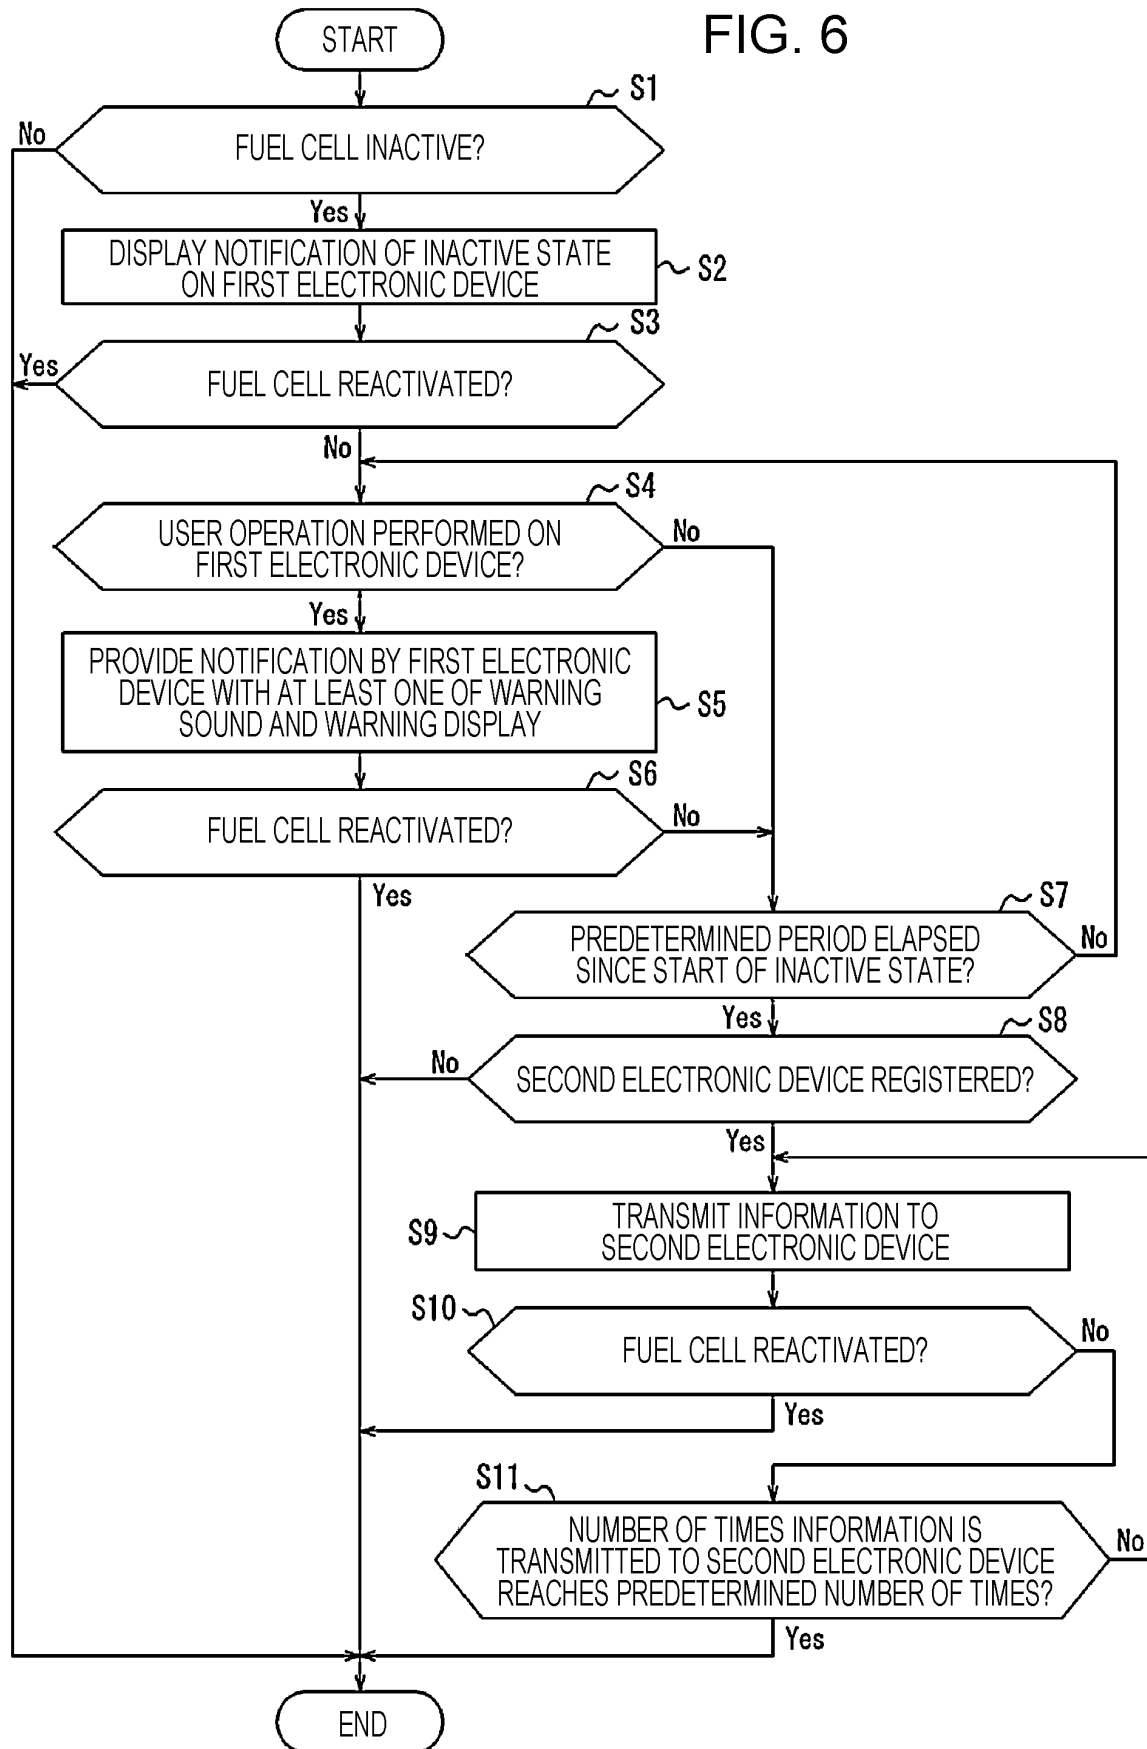 FIG. 6
START
S1
No
FUEL CELL INACTIVE?
Yes
DISPLAY NOTIFICATION OF INACTIVE STATE
ON FIRST ELECTRONIC DEVICE
S2
S3
Yes
FUEL CELL REACTIVATED?
No
S4
USER OPERATION PERFORMED ON
FIRST ELECTRONIC DEVICE?
No
Yes
PROVIDE NOTIFICATION BY FIRST ELECTRONIC
DEVICE WITH AT LEAST ONE OF WARNING
SOUND AND WARNING DISPLAY
S5
S6
FUEL CELL REACTIVATED?
No
Yes
S7
PREDETERMINED PERIOD ELAPSED
SINCE START OF INACTIVE STATE?
No
Yes
S8
No
SECOND ELECTRONIC DEVICE REGISTERED?
Yes
S9
TRANSMIT INFORMATION TO
SECOND ELECTRONIC DEVICE
S10
FUEL CELL REACTIVATED?
No
Yes
S11
NUMBER OF TIMES INFORMATION IS
TRANSMITTED TO SECOND ELECTRONIC DEVICE
REACHES PREDETERMINED NUMBER OF TIMES?
No
Yes
END